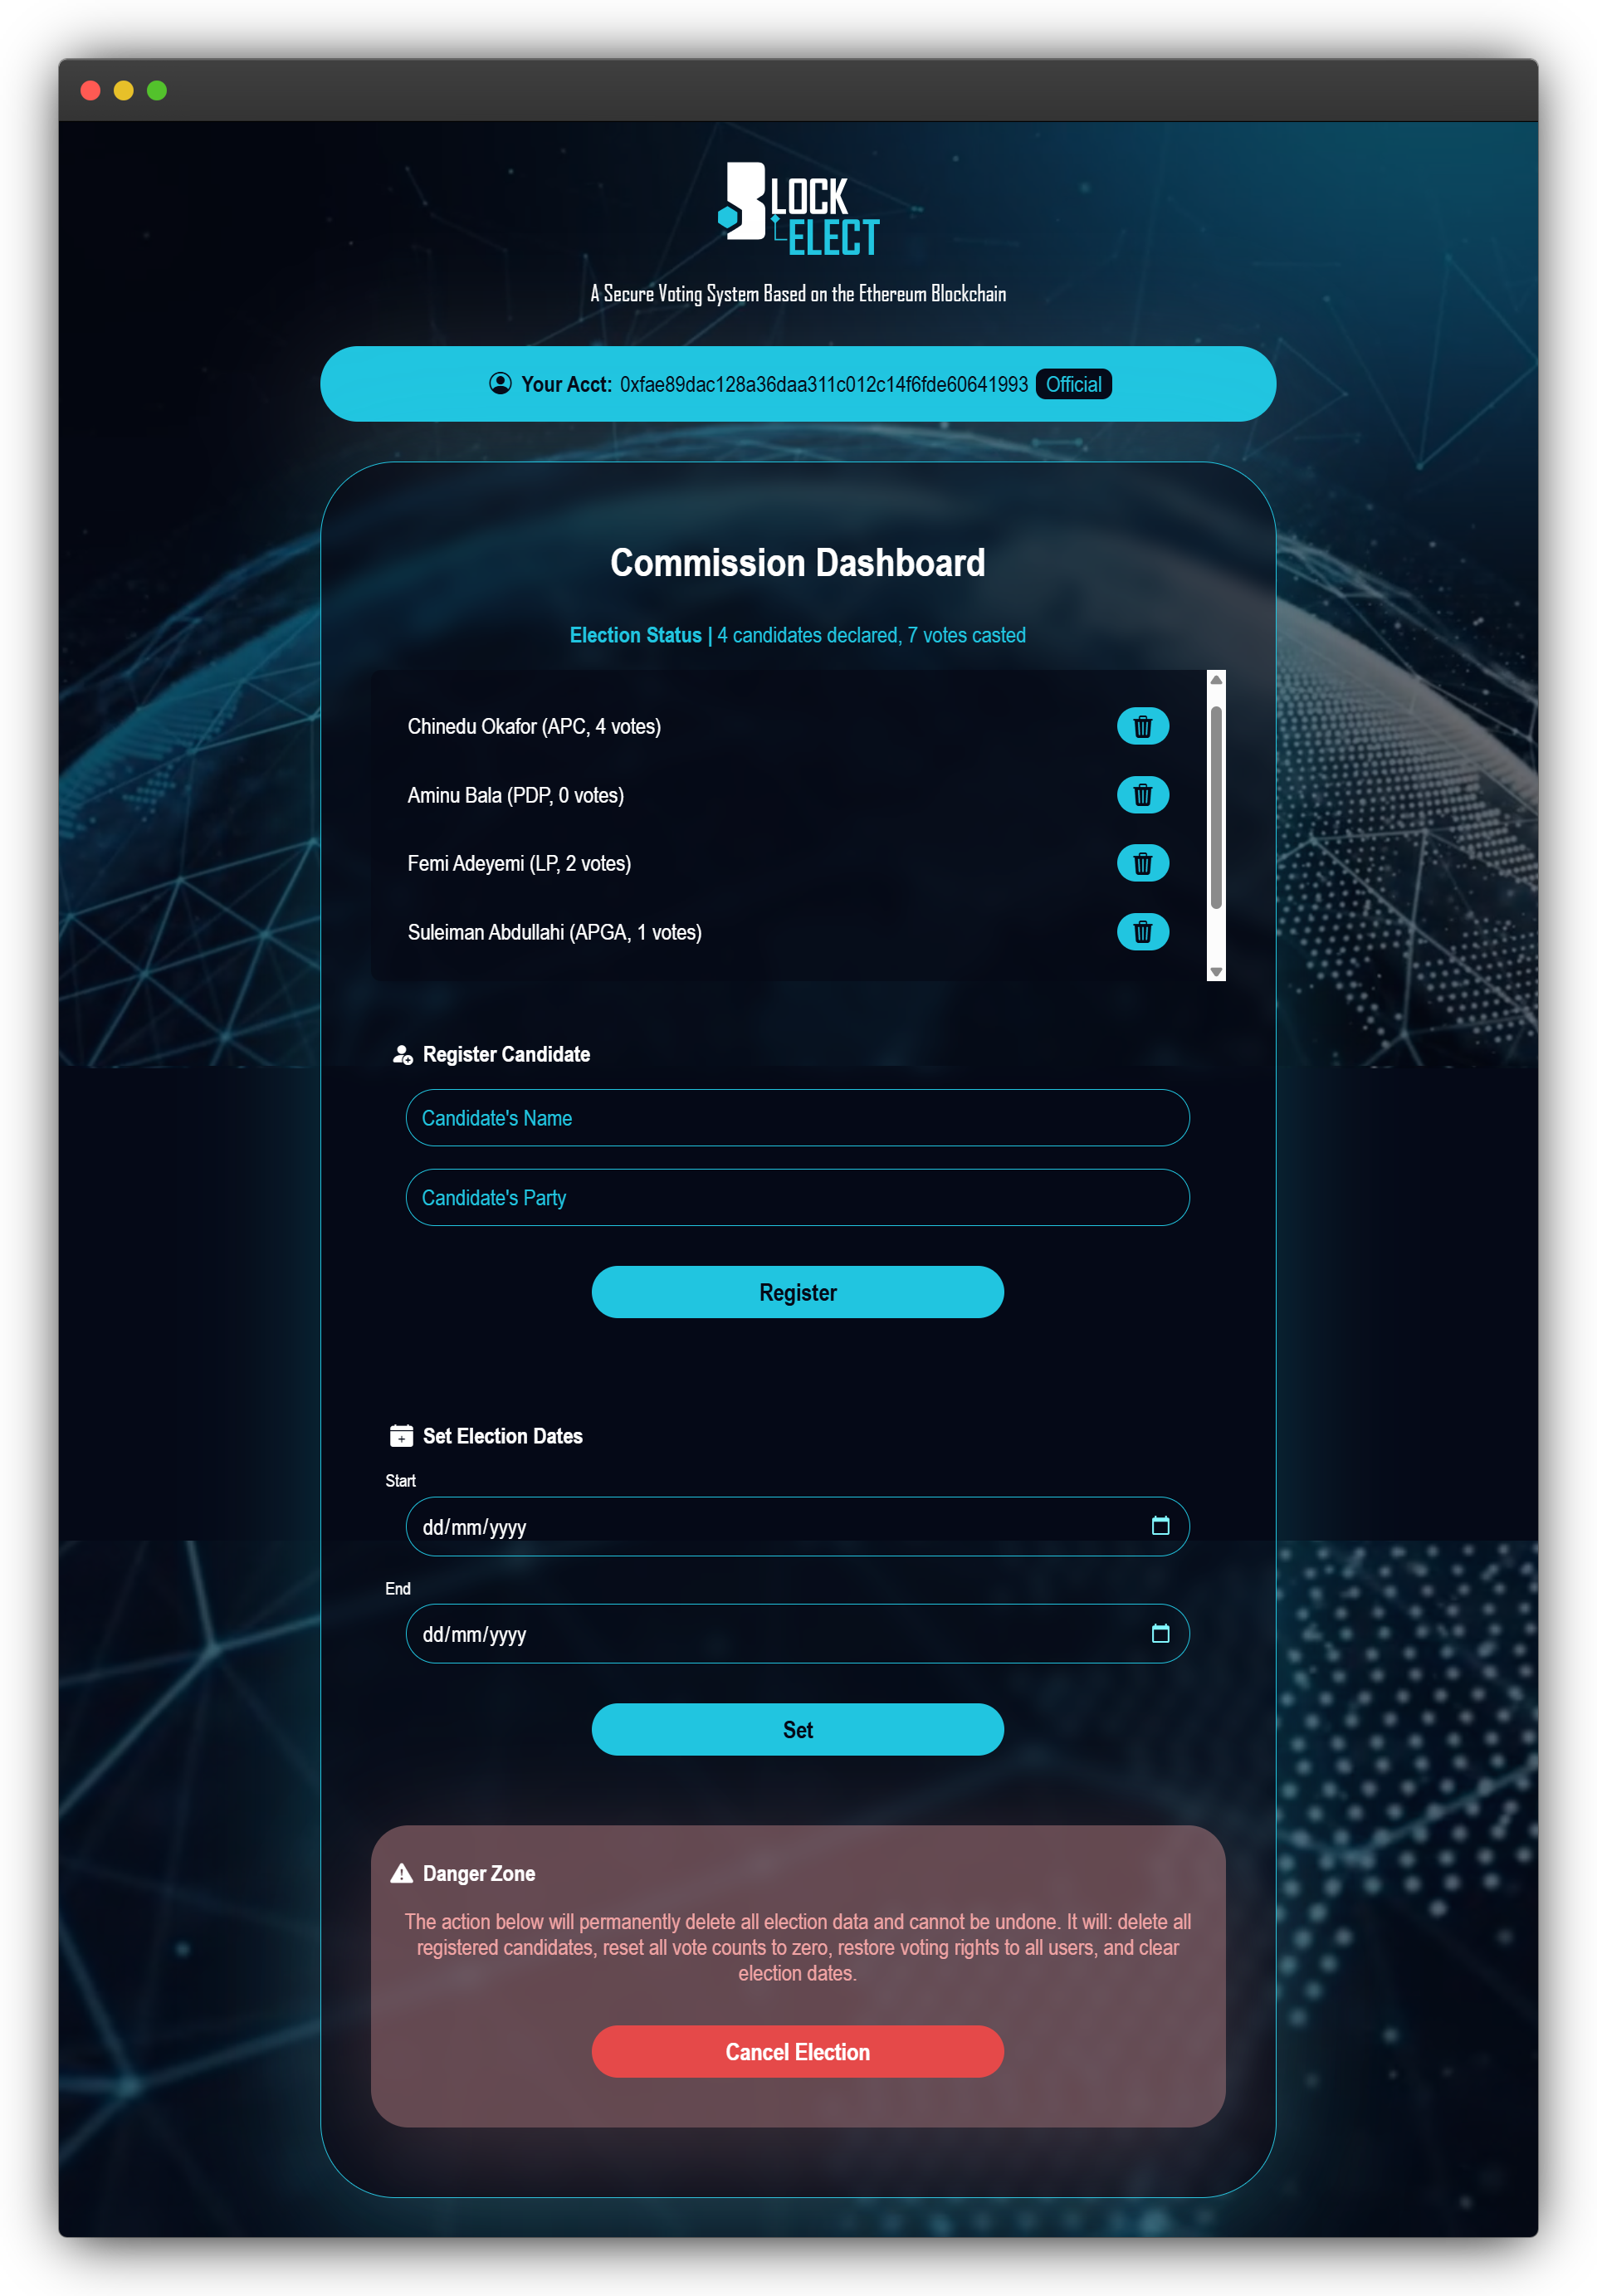 BLOCK
ELECT
A Secure Voting System Based on the Ethereum Blockchain
Your Acct: 0xfae89dac128a36daa311c012c14f6fde60641993 Official
Commission Dashboard
Election Status | 4 candidates declared, 7 votes casted
Chinedu Okafor (APC, 4 votes)
Aminu Bala (PDP, 0 votes)
Femi Adeyemi (LP, 2 votes)
Suleiman Abdullahi (APGA, 1 votes)
Register Candidate
Candidate's Name
Candidate's Party
Register
Set Election Dates
Start
dd/mm/yyyy
End
dd/mm/yyyy
Set
Danger Zone
The action below will permanently delete all election data and cannot be undone. It will: delete all
registered candidates, reset all vote counts to zero, restore voting rights to all users, and clear
election dates.
Cancel Election